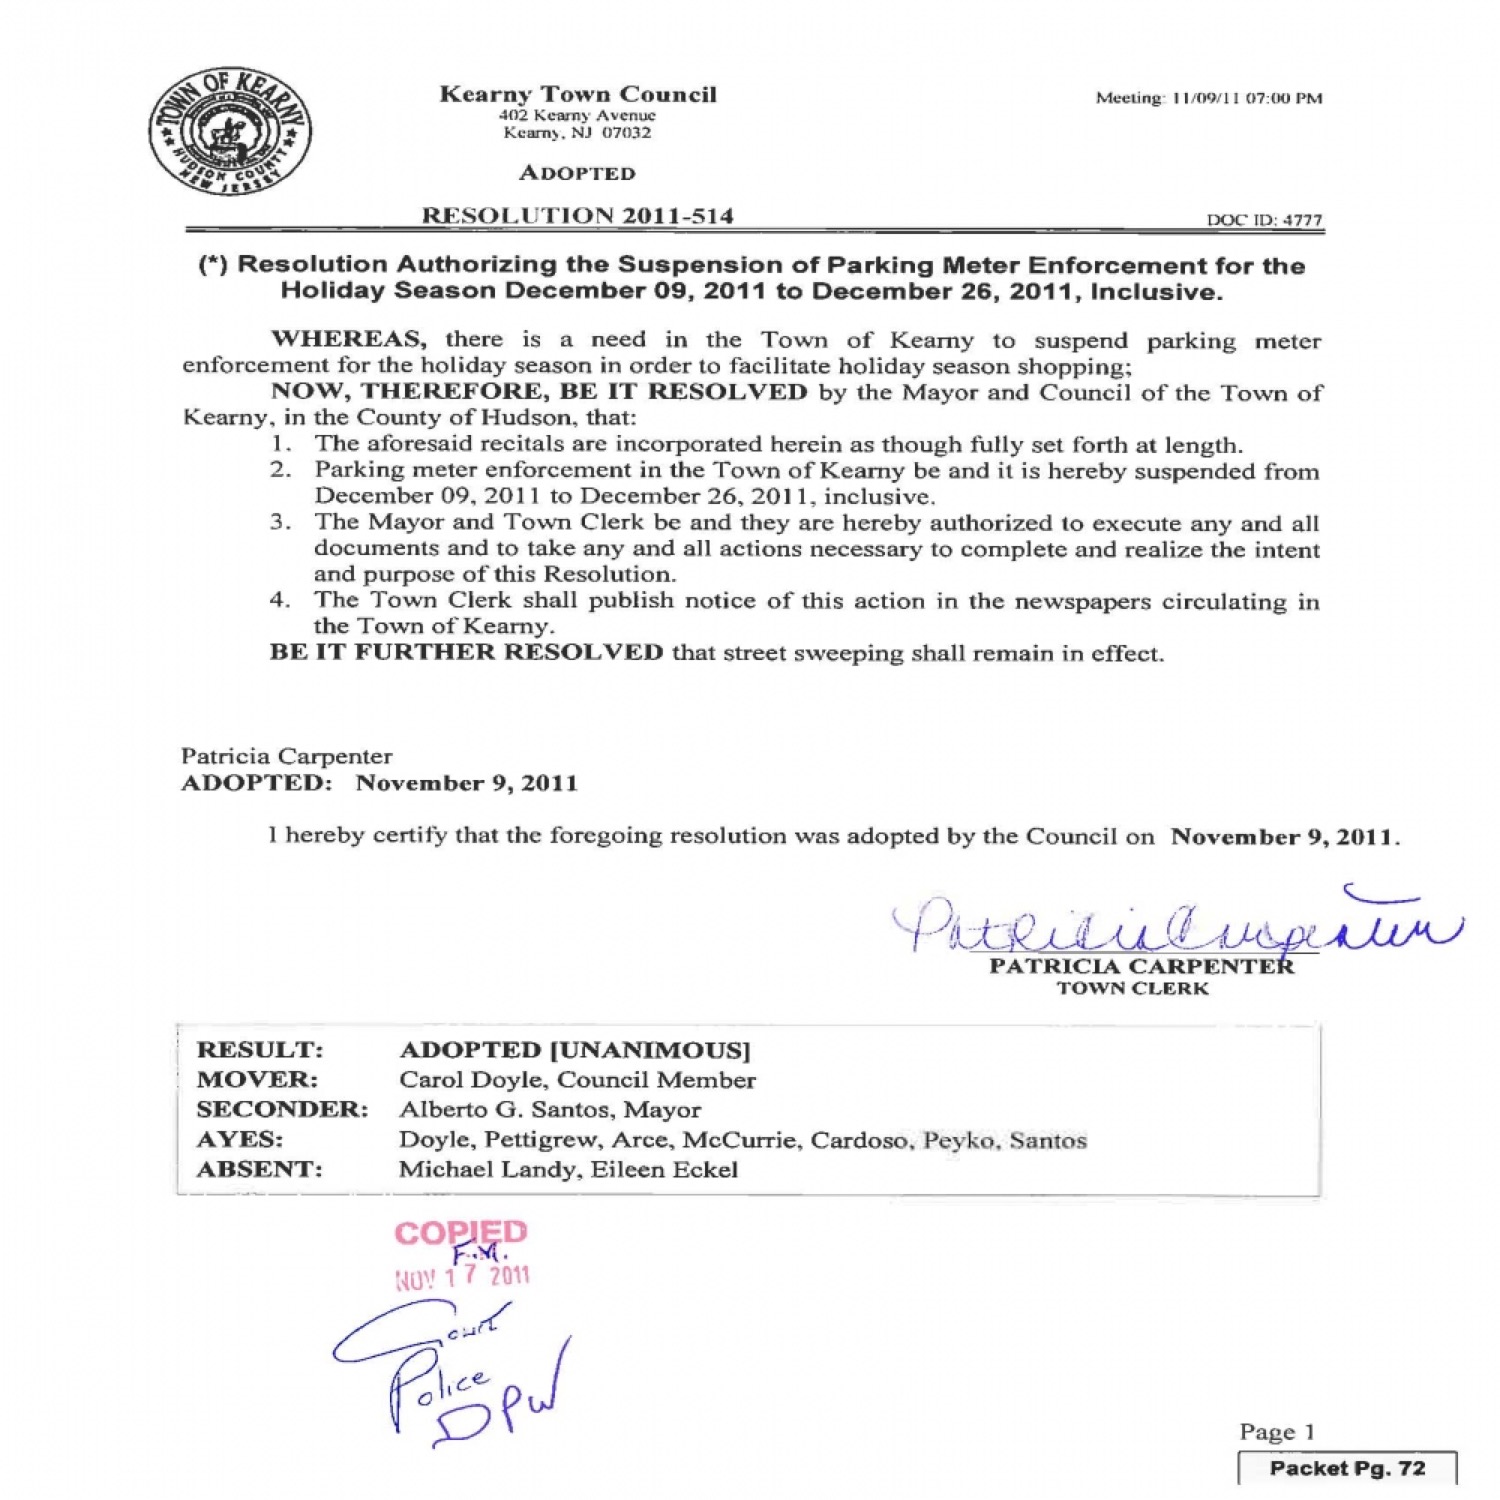 TOWN OF KEARNY
HUDSON COUNTY
NEW JERSEY
Kearny Town Council
402 Kearny Avenue
Kearny, NJ 07032
Meeting: 11/09/11 07:00 PM
ADOPTED
RESOLUTION 2011-514
DOC ID: 4777
(*) Resolution Authorizing the Suspension of Parking Meter Enforcement for the
Holiday Season December 09, 2011 to December 26, 2011, Inclusive.
WHEREAS, there is a need in the Town of Kearny to suspend parking meter
enforcement for the holiday season in order to facilitate holiday season shopping;
NOW, THEREFORE, BE IT RESOLVED by the Mayor and Council of the Town of
Kearny, in the County of Hudson, that:
1. The aforesaid recitals are incorporated herein as though fully set forth at length.
2. Parking meter enforcement in the Town of Kearny be and it is hereby suspended from
December 09, 2011 to December 26, 2011, inclusive.
3. The Mayor and Town Clerk be and they are hereby authorized to execute any and all
documents and to take any and all actions necessary to complete and realize the intent
and purpose of this Resolution.
4. The Town Clerk shall publish notice of this action in the newspapers circulating in
the Town of Kearny.
BE IT FURTHER RESOLVED that street sweeping shall remain in effect.
Patricia Carpenter
ADOPTED: November 9, 2011
I hereby certify that the foregoing resolution was adopted by the Council on November 9, 2011.
Patricia Carpenter
PATRICIA CARPENTER
TOWN CLERK
RESULT: ADOPTED [UNANIMOUS]
MOVER: Carol Doyle, Council Member
SECONDER: Alberto G. Santos, Mayor
AYES: Doyle, Pettigrew, Arce, McCurrie, Cardoso, Peyko, Santos
ABSENT: Michael Landy, Eileen Eckel
COPIED
F.M.
NOV 17 2011
Court
Police
DPW
Page 1
Packet Pg. 72